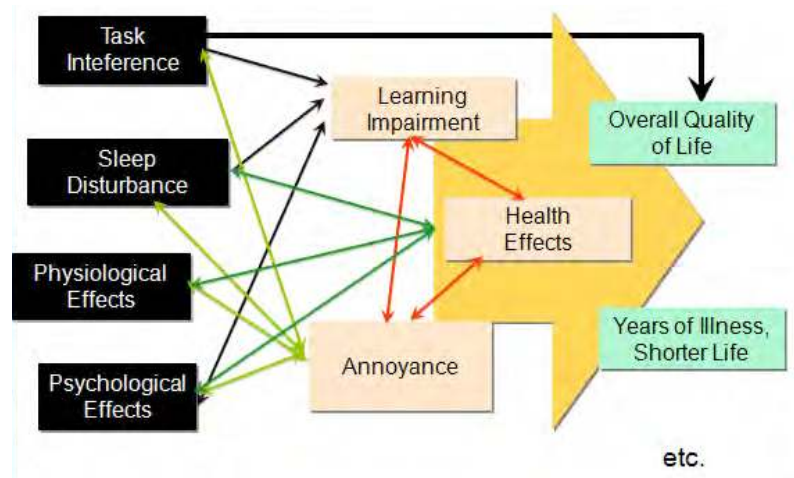 Task
Inteference
Sleep
Disturbance
Physiological
Effects
Psychological
Effects
Learning
Impairment
Health
Effects
Annoyance
Overall Quality
of Life
Years of Illness,
Shorter Life
etc.